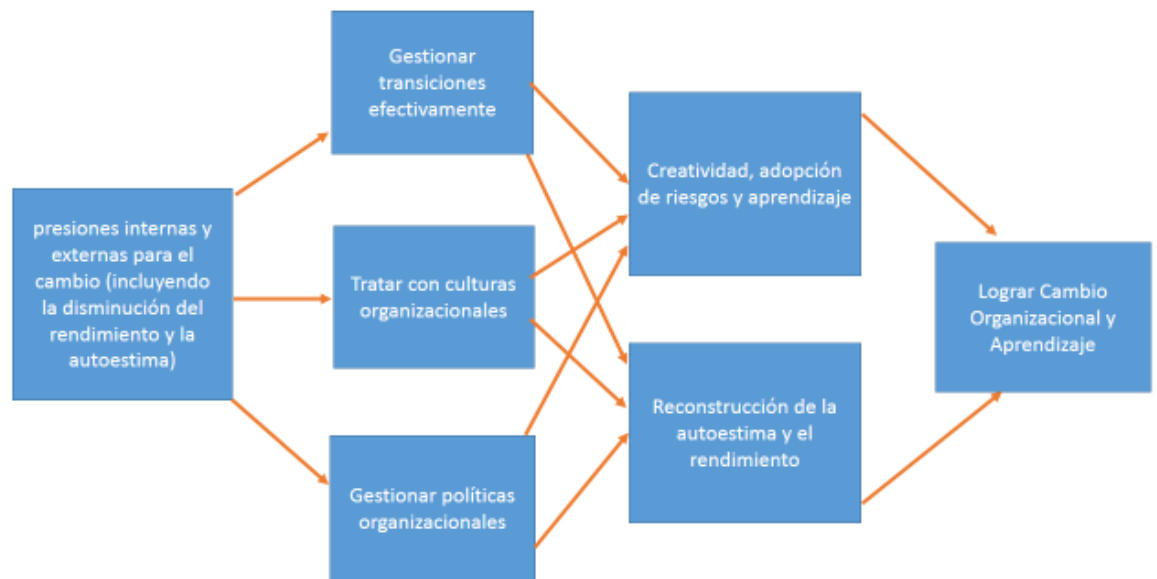 presiones internas y
externas para el
cambio (incluyendo
la disminución del
rendimiento y la
autoestima)
Gestionar
transiciones
efectivamente
Tratar con culturas
organizacionales
Gestionar políticas
organizacionales
Creatividad, adopción
de riesgos y aprendizaje
Reconstrucción de la
autoestima y el
rendimiento
Lograr Cambio
Organizacional y
Aprendizaje